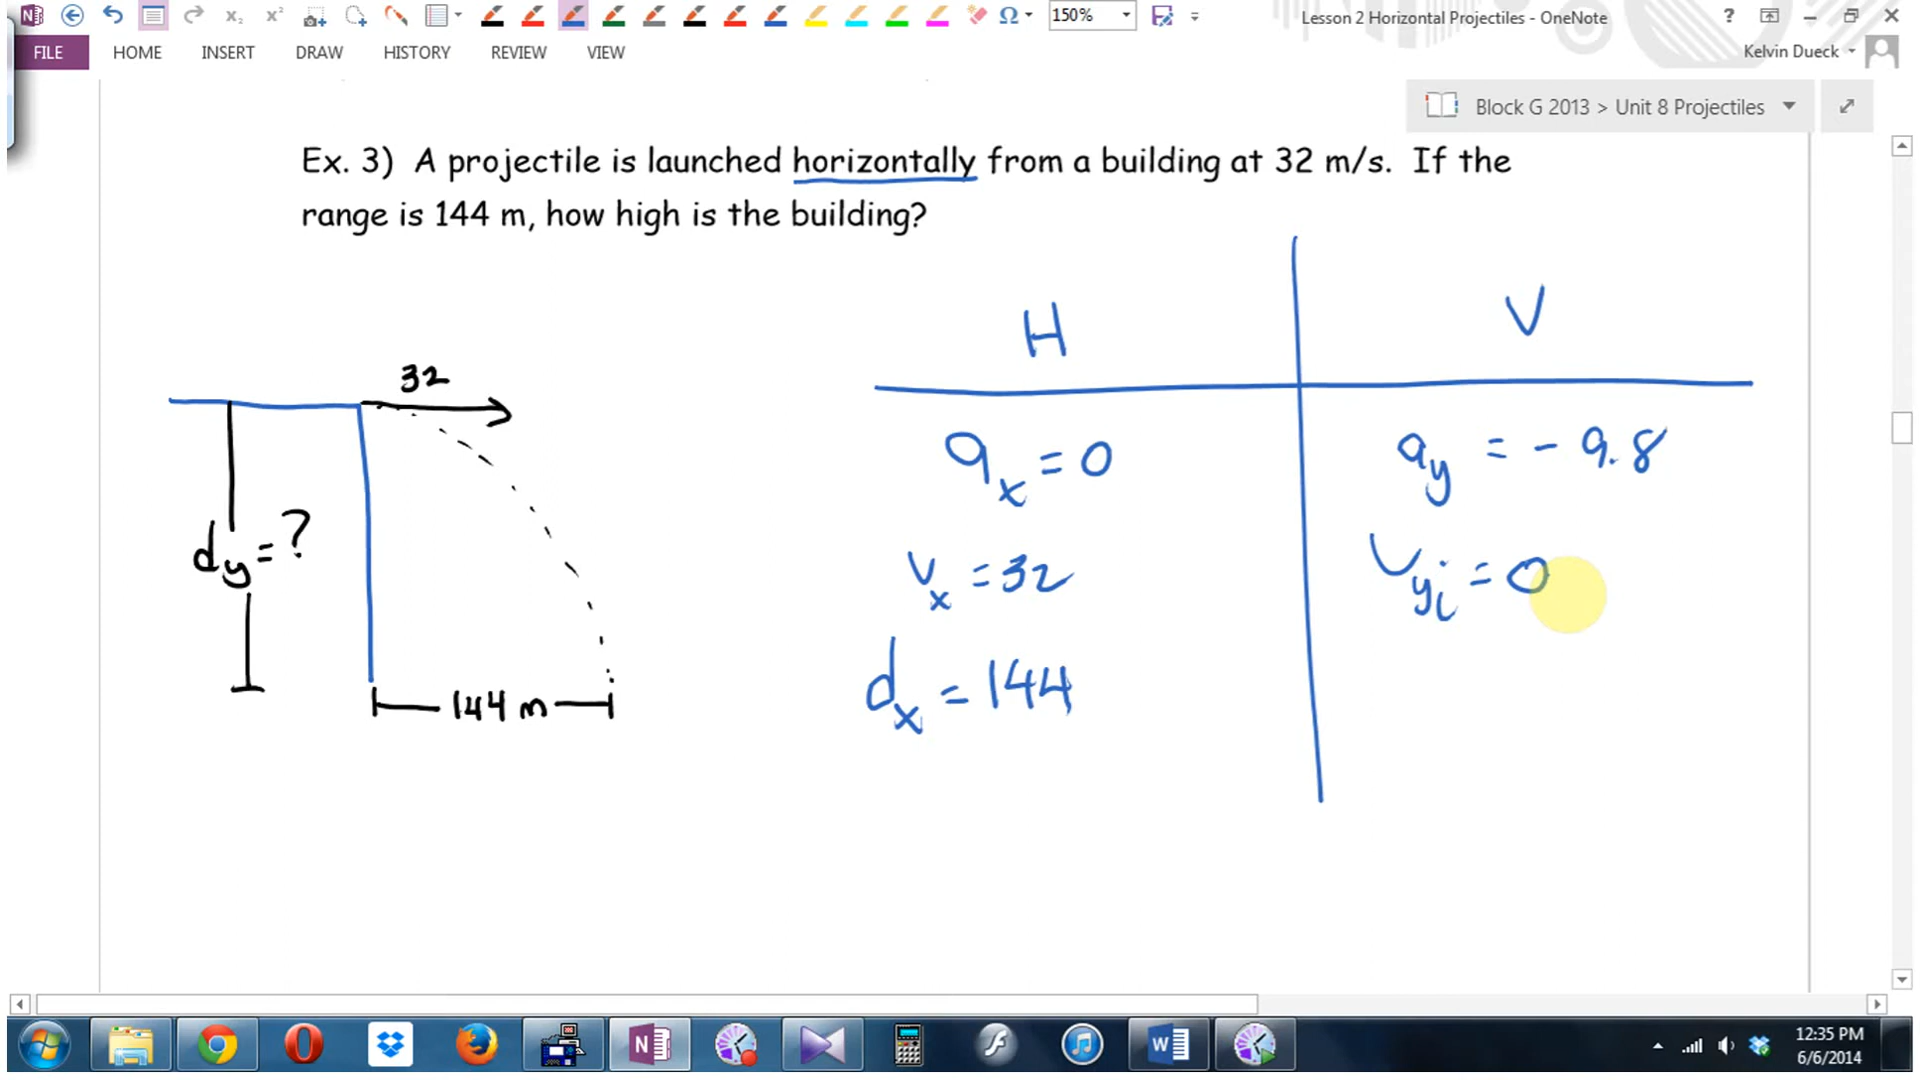 150%
Lesson 2 Horizontal Projectiles - OneNote
FILE HOME INSERT DRAW HISTORY REVIEW VIEW
Kelvin Dueck
Block G 2013 > Unit 8 Projectiles
Ex. 3) A projectile is launched horizontally from a building at 32 m/s. If the
range is 144 m, how high is the building?
32
dy = ?
144 m
H V
ax = 0 ay = - 9.8
vx = 32 vyi = 0
dx = 144
12:35 PM
6/6/2014